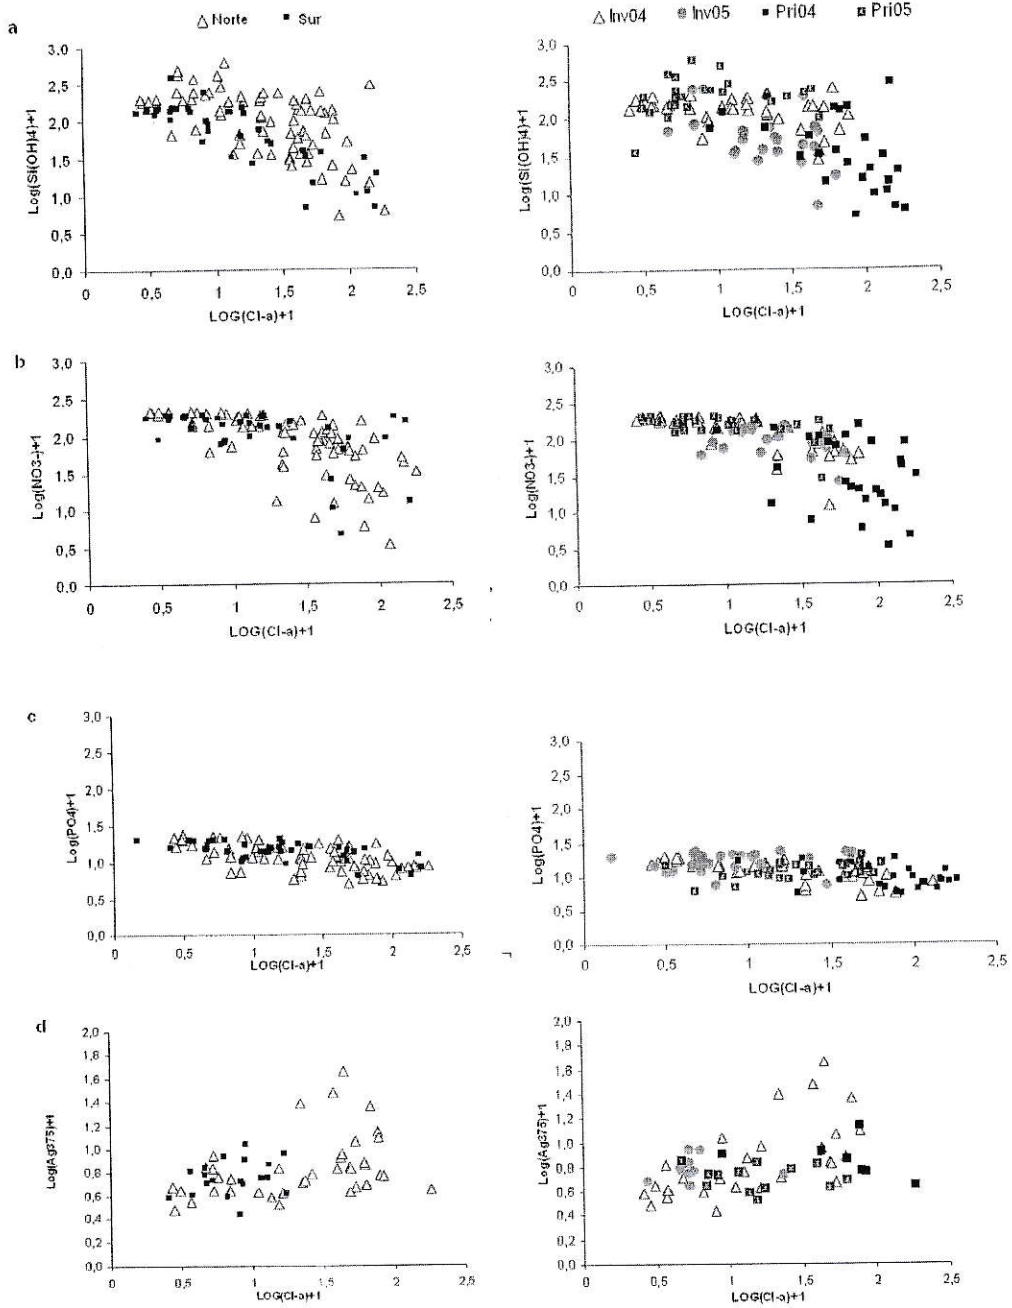 a
Norte Sur
3.0
2.5
2.0
1.5
1.0
0,5
0,0
0 0,5 1 1,5 2 2,5
Log(Si(OH)4)+1
LOG(Cl-a)+1
Inv04 Inv05 Pri04 Pri05
3,0
2,5
2,0
1,5
1,0
0,5
0,0
0 0,5 1 1,5 2 2,5
Log(Si(OH)4)+1
LOG(Cl-a)+1
b
3,0
2,5
2,0
1,5
1,0
0,5
0,0
0 0,5 1 1,5 2 2,5
Log(NO3-)+1
LOG(Cl-a)+1
3,0
2,5
2,0
1,5
1,0
0,5
0,0
0 0,5 1 1,5 2 2,5
Log(NO3-)+1
LOG(Cl-a)+1
c
3,0
2,5
2,0
1,5
1,0
0,5
0,0
0 0,5 1 1,5 2 2,5
Log(PO4)+1
LOG(Cl-a)+1
3,0
2,5
2,0
1,5
1,0
0,5
0,0
0 0,5 1 1,5 2 2,5
Log(PO4)+1
LOG(Cl-a)+1
d
2,0
1,8
1,6
1,4
1,2
1,0
0,8
0,6
0,4
0,2
0,0
0 0,5 1 1,5 2 2,5
Log(Ag375)+1
LOG(Cl-a)+1
2,0
1,8
1,6
1,4
1,2
1,0
0,8
0,6
0,4
0,2
0,0
0 0,5 1 1,5 2 2,5
Log(Ag375)+1
LOG(Cl-a)+1